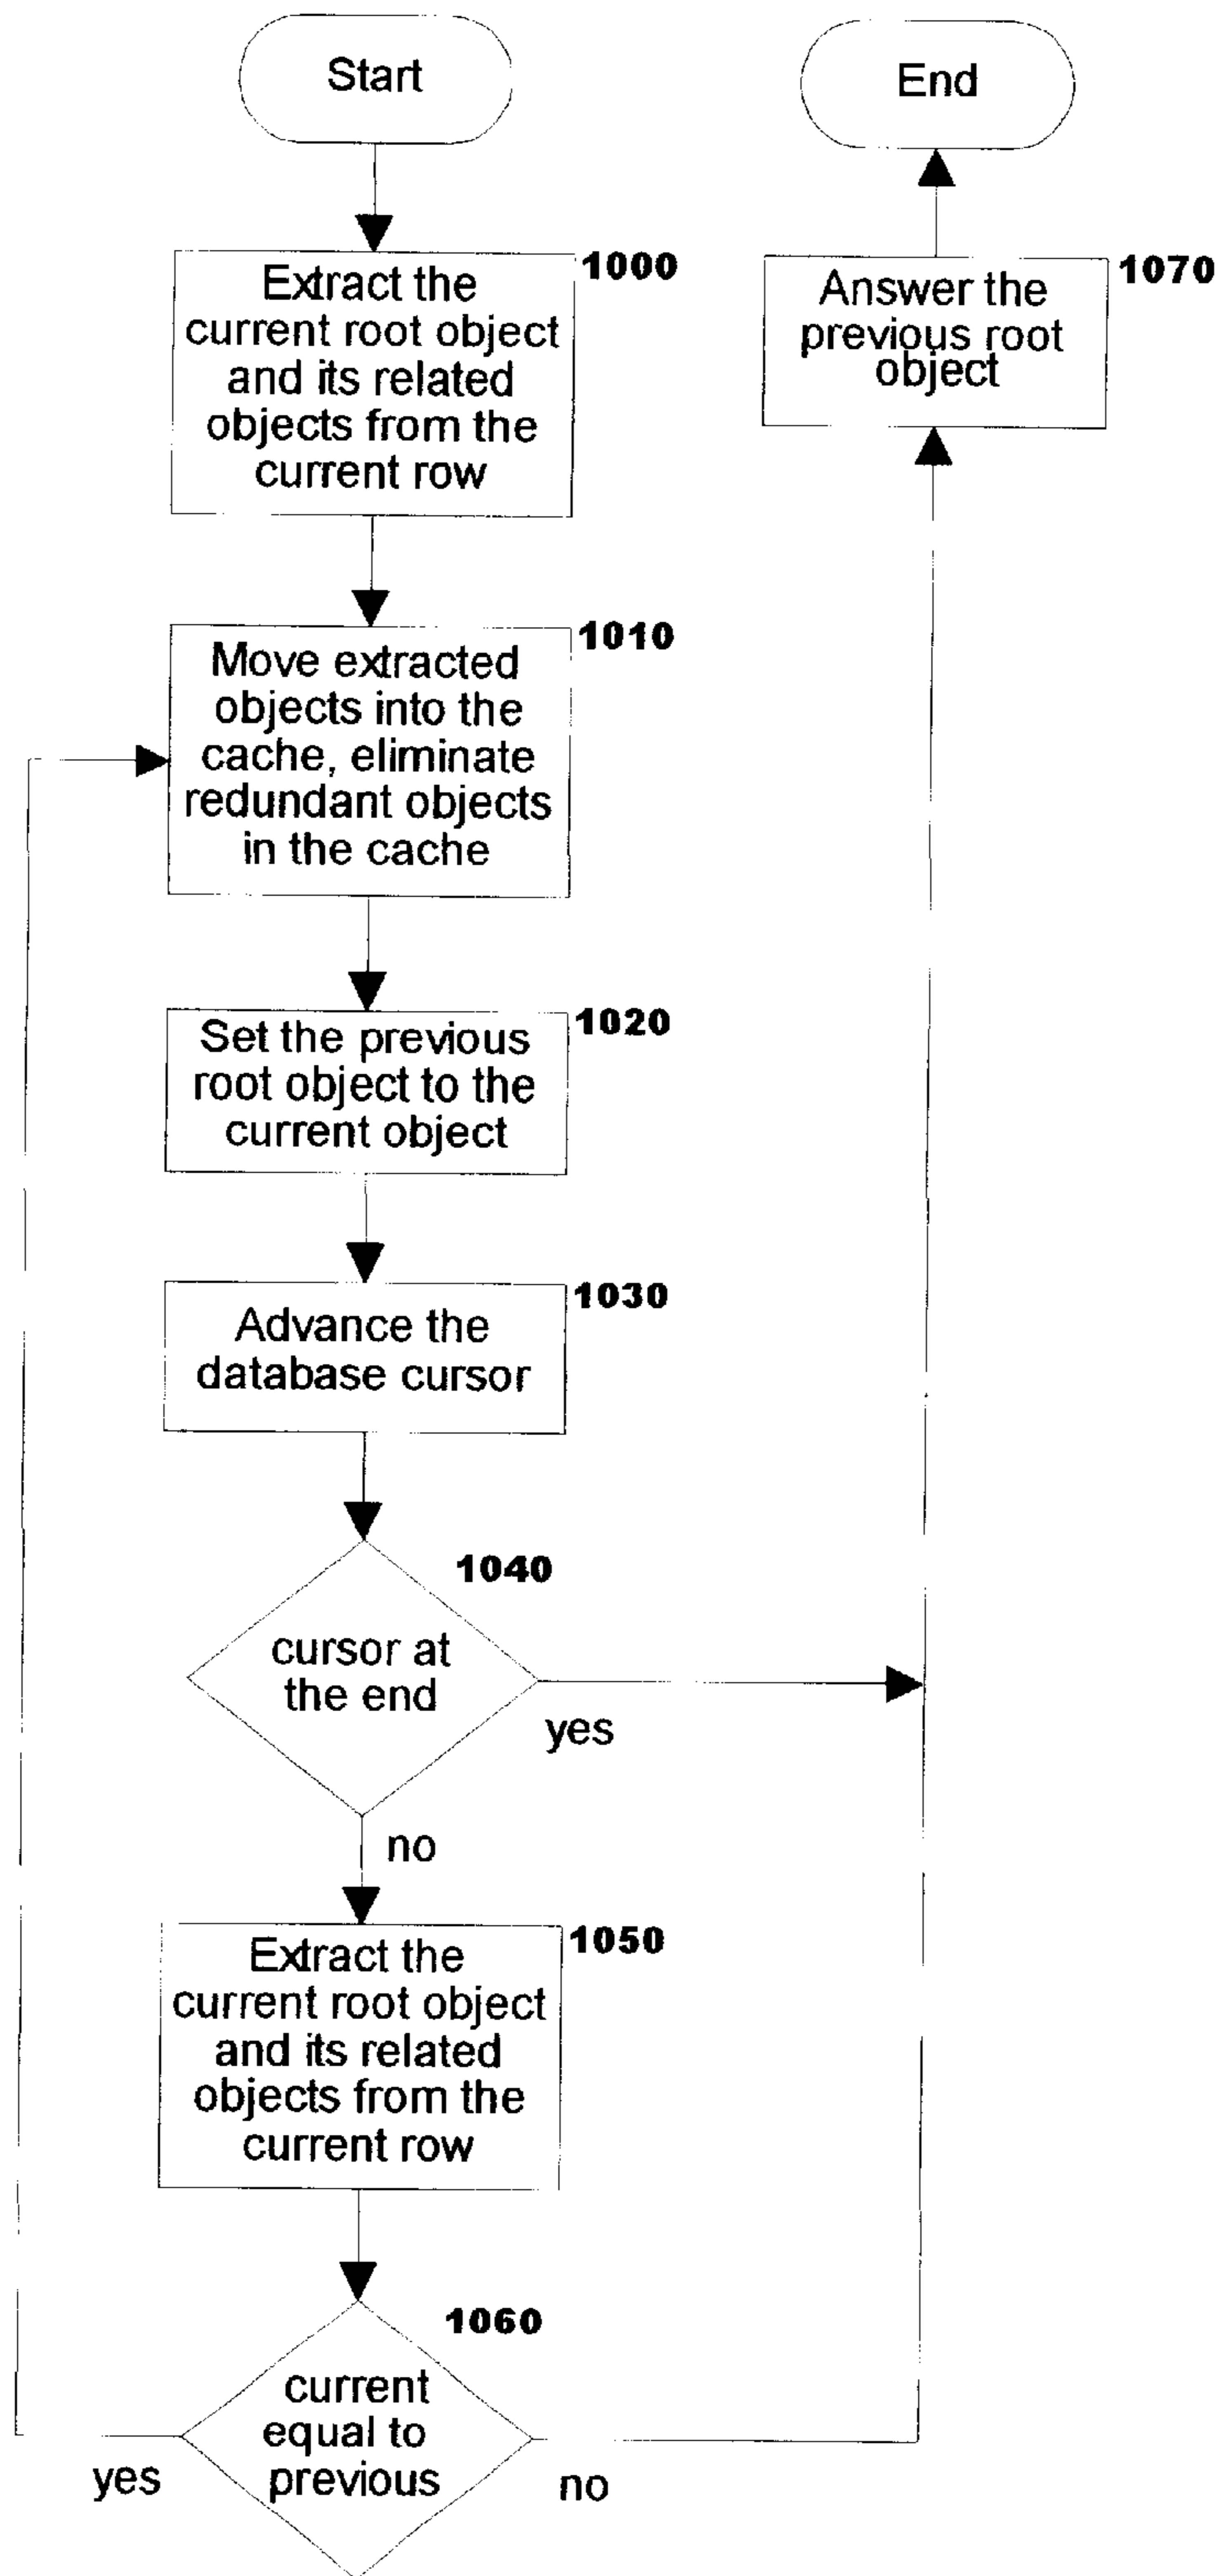 Start
1000
Extract the
current root object
and its related
objects from the
current row
1010
Move extracted
objects into the
cache, eliminate
redundant objects
in the cache
1020
Set the previous
root object to the
current object
1030
Advance the
database cursor
1040
cursor at
the end
yes
no
1050
Extract the
current root object
and its related
objects from the
current row
1060
current
equal to
previous
yes
no
End
1070
Answer the
previous root
object